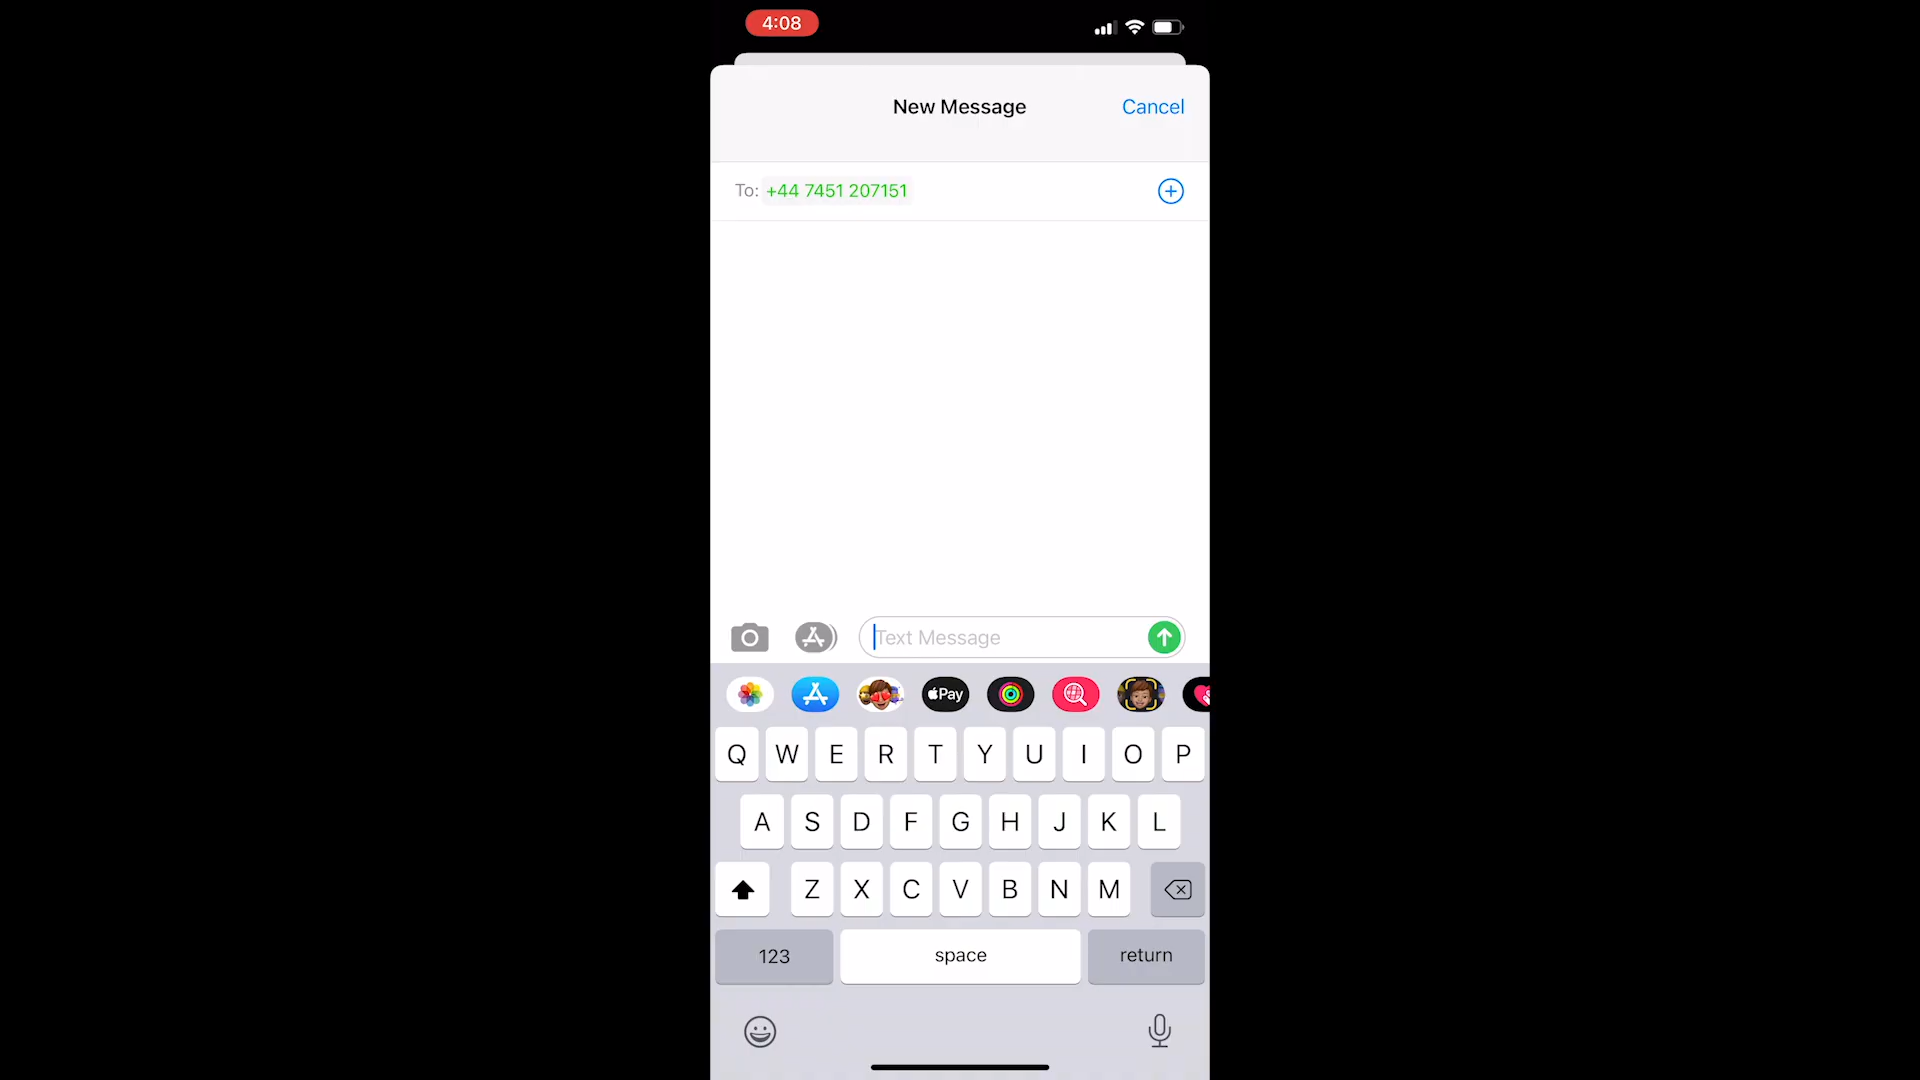 4:08
New Message
Cancel
To: +44 7451 207151
Text Message
Pay
Q W E R T Y U I O P
A S D F G H J K L
Z X C V B N M
123 space return